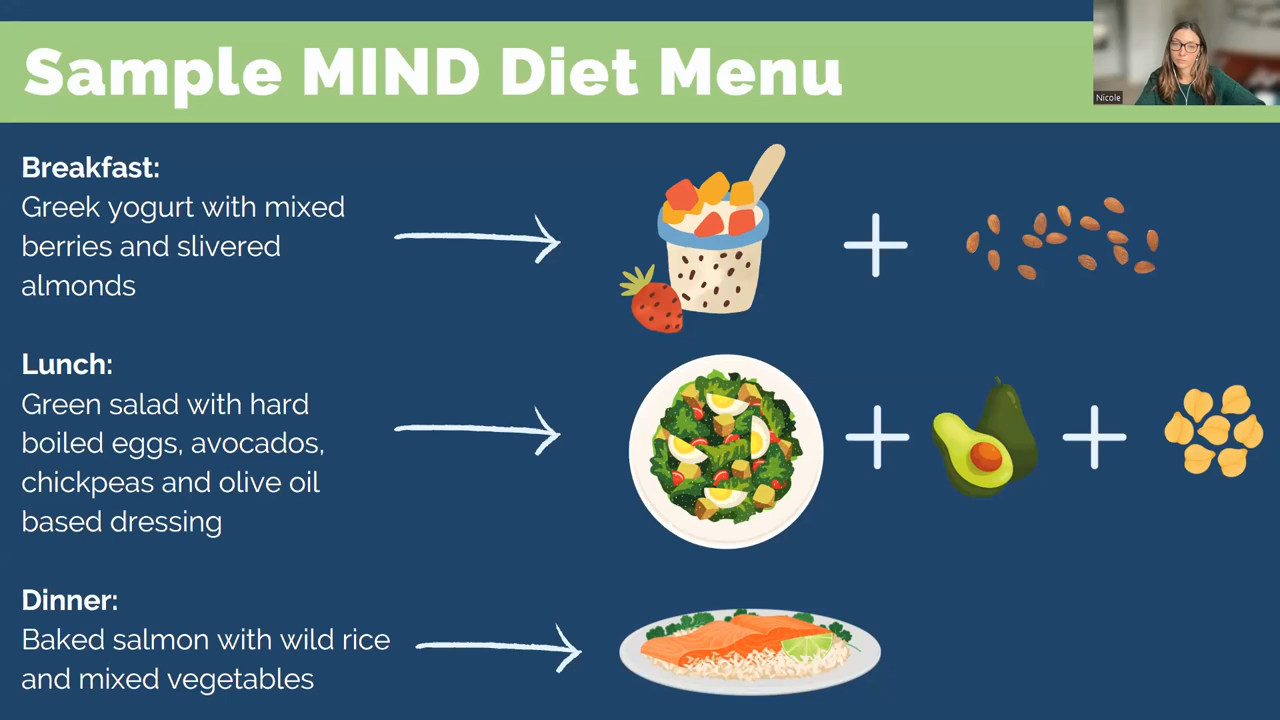 Sample MIND Diet Menu
Nicole
Breakfast:
Greek yogurt with mixed
berries and slivered
almonds
Lunch:
Green salad with hard
boiled eggs, avocados,
chickpeas and olive oil
based dressing
Dinner:
Baked salmon with wild rice
and mixed vegetables